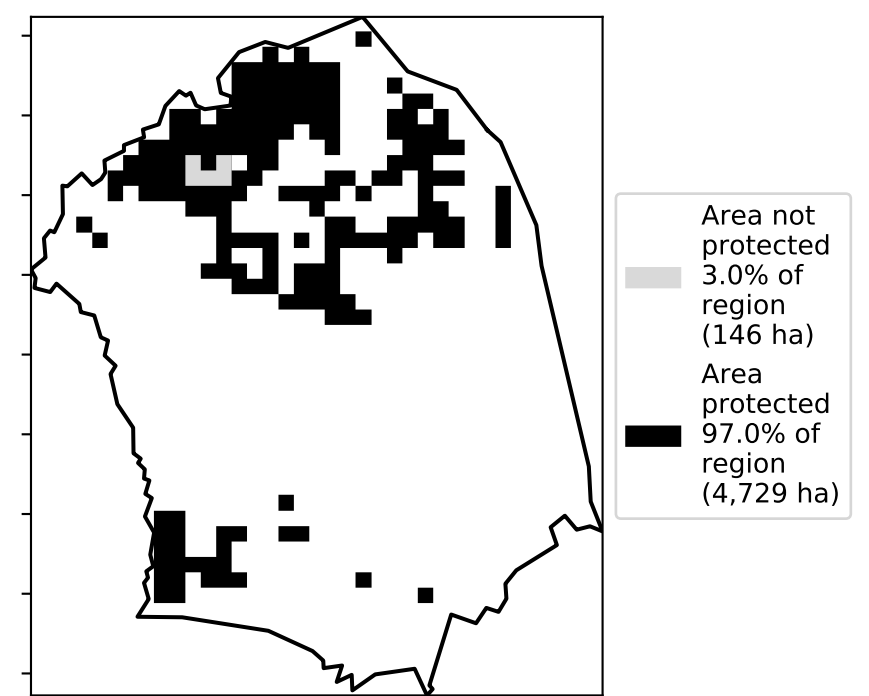 Area not
protected
3.0% of
region
(146 ha)
Area
protected
97.0% of
region
(4,729 ha)